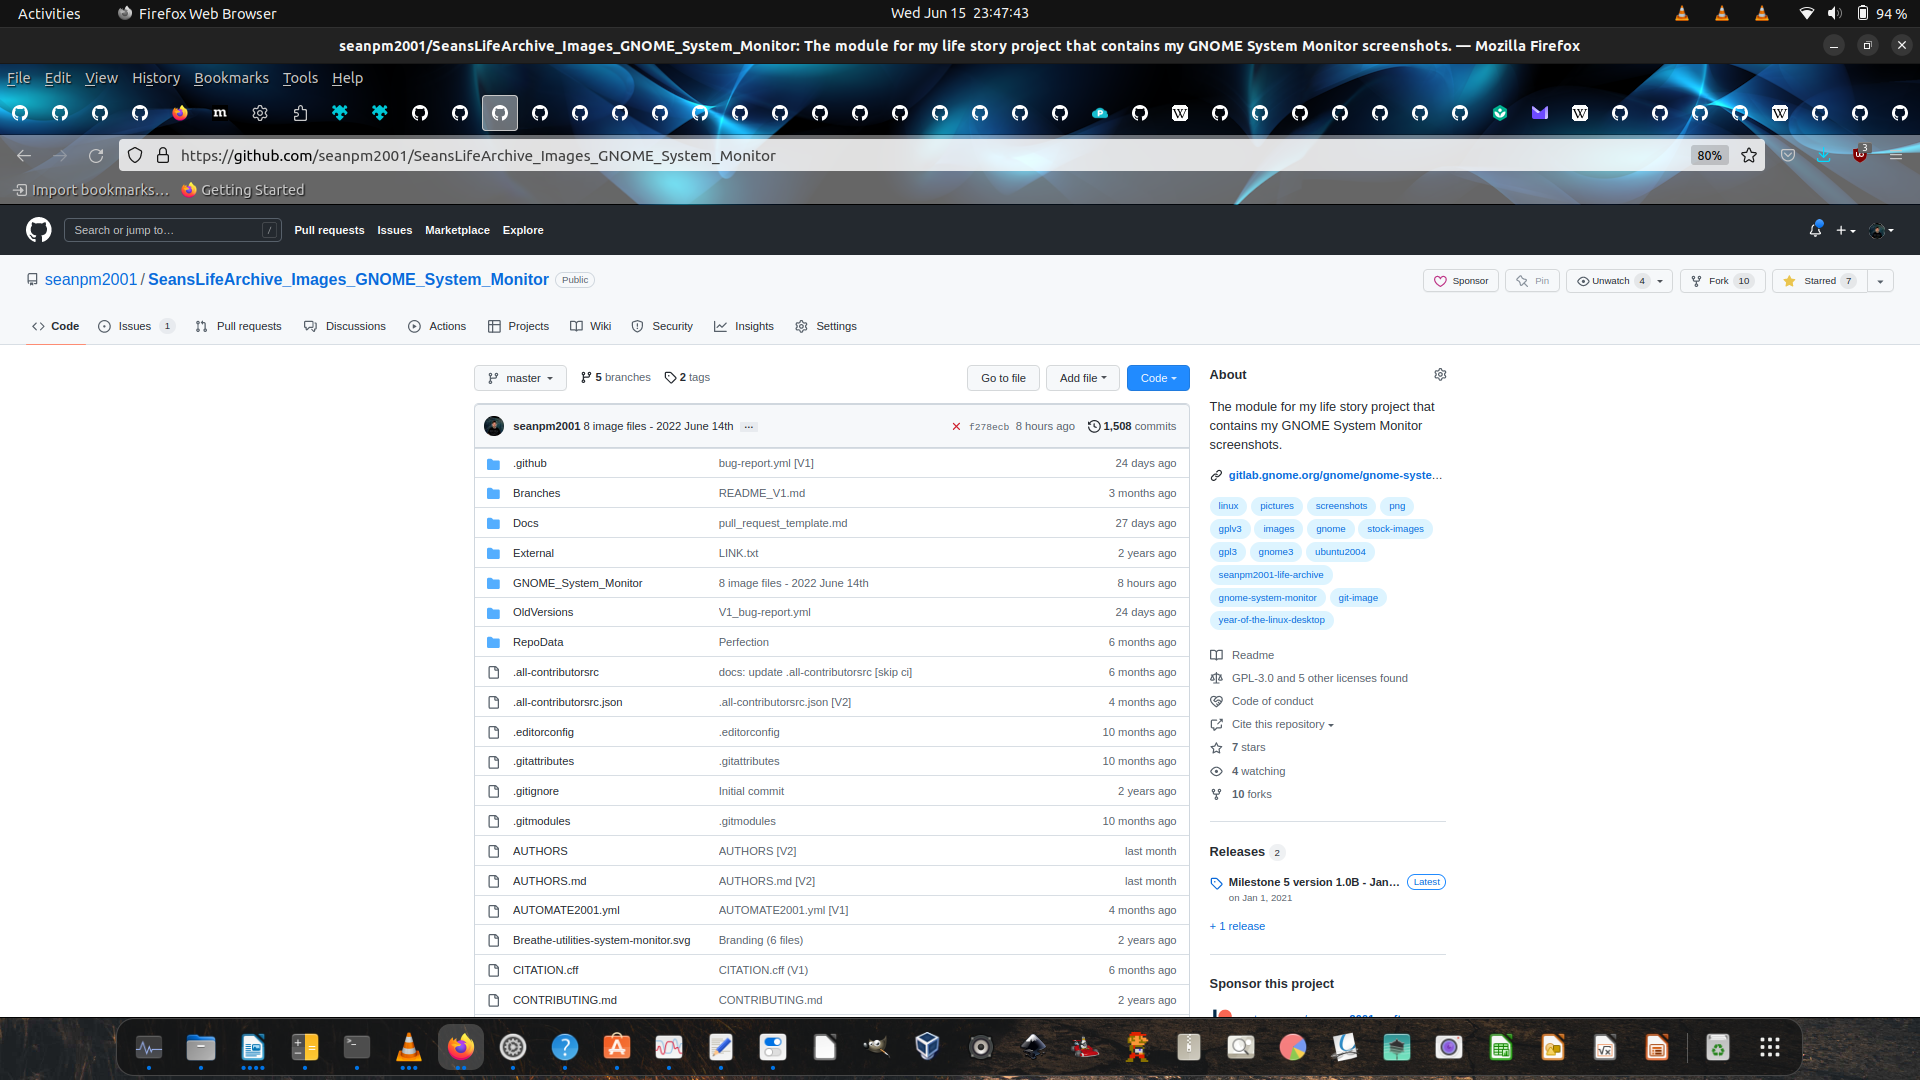 Activities Firefox Web Browser Wed Jun 15 23:47:43 94 %
seanpm2001/SeansLifeArchive_Images_GNOME_System_Monitor: The module for my life story project that contains my GNOME System Monitor screenshots. — Mozilla Firefox
File Edit View History Bookmarks Tools Help
https://github.com/seanpm2001/SeansLifeArchive_Images_GNOME_System_Monitor 80% 3
Import bookmarks… Getting Started
Search or jump to… / Pull requests Issues Marketplace Explore
seanpm2001 / SeansLifeArchive_Images_GNOME_System_Monitor Public Sponsor Pin Unwatch 4 Fork 10 Starred 7
Code Issues 1 Pull requests Discussions Actions Projects Wiki Security Insights Settings
master 5 branches 2 tags Go to file Add file Code
seanpm2001 8 image files - 2022 June 14th ... f278ecb 8 hours ago 1,508 commits
.github bug-report.yml [V1] 24 days ago
Branches README_V1.md 3 months ago
Docs pull_request_template.md 27 days ago
External LINK.txt 2 years ago
GNOME_System_Monitor 8 image files - 2022 June 14th 8 hours ago
OldVersions V1_bug-report.yml 24 days ago
RepoData Perfection 6 months ago
.all-contributorsrc docs: update .all-contributorsrc [skip ci] 6 months ago
.all-contributorsrc.json .all-contributorsrc.json [V2] 4 months ago
.editorconfig .editorconfig 10 months ago
.gitattributes .gitattributes 10 months ago
.gitignore Initial commit 2 years ago
.gitmodules .gitmodules 10 months ago
AUTHORS AUTHORS [V2] last month
AUTHORS.md AUTHORS.md [V2] last month
AUTOMATE2001.yml AUTOMATE2001.yml [V1] 4 months ago
Breathe-utilities-system-monitor.svg Branding (6 files) 2 years ago
CITATION.cff CITATION.cff (V1) 6 months ago
CONTRIBUTING.md CONTRIBUTING.md 2 years ago
About
The module for my life story project that
contains my GNOME System Monitor
screenshots.
gitlab.gnome.org/gnome/gnome-syste…
linux pictures screenshots png
gplv3 images gnome stock-images
gpl3 gnome3 ubuntu2004
seanpm2001-life-archive
gnome-system-monitor git-image
year-of-the-linux-desktop
Readme
GPL-3.0 and 5 other licenses found
Code of conduct
Cite this repository
7 stars
4 watching
10 forks
Releases 2
Milestone 5 version 1.0B - Jan… Latest
on Jan 1, 2021
+ 1 release
Sponsor this project